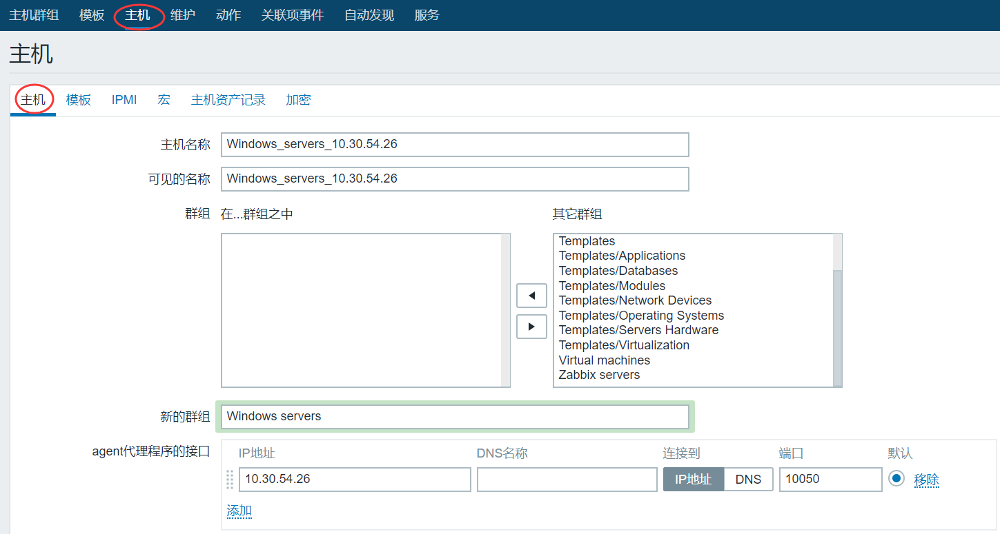 主机群组 模板 主机 维护 动作 关联项事件 自动发现 服务
主机
主机 模板 IPMI 宏 主机资产记录 加密
主机名称 Windows_servers_10.30.54.26
可见的名称 Windows_servers_10.30.54.26
群组 在...群组之中 其它群组
Templates
Templates/Applications
Templates/Databases
Templates/Modules
Templates/Network Devices
Templates/Operating Systems
Templates/Servers Hardware
Templates/Virtualization
Virtual machines
Zabbix servers
新的群组 Windows servers
agent代理程序的接口 IP地址 DNS名称 连接到 端口 默认
10.30.54.26 IP地址 DNS 10050 移除
添加